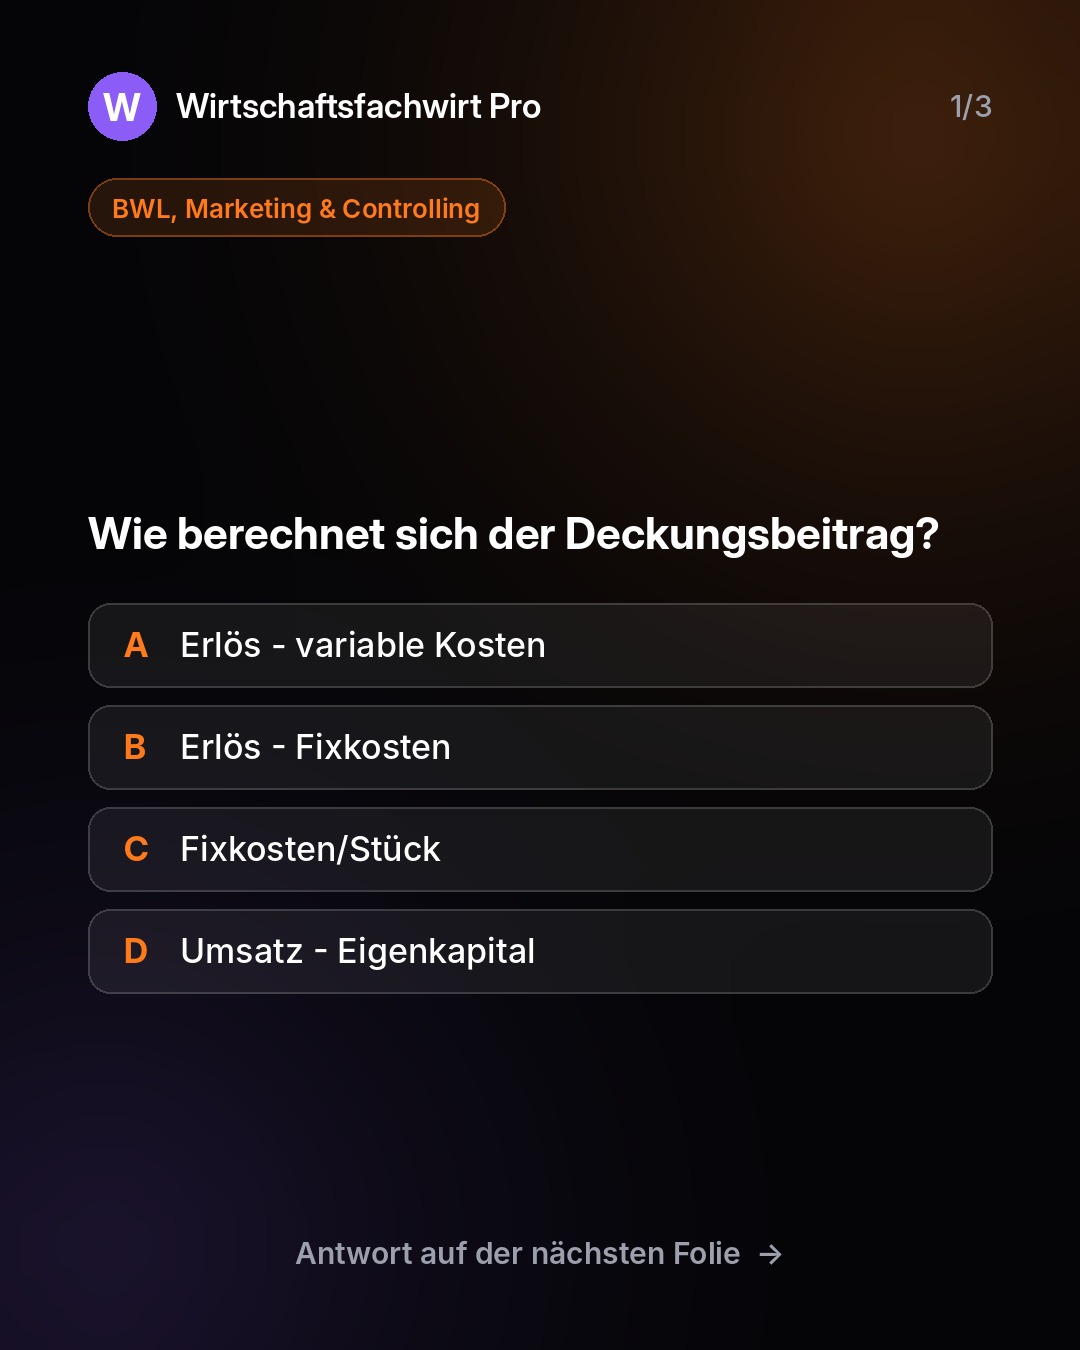 W Wirtschaftsfachwirt Pro 1/3
BWL, Marketing & Controlling
Wie berechnet sich der Deckungsbeitrag?
A Erlös - variable Kosten
B Erlös - Fixkosten
C Fixkosten/Stück
D Umsatz - Eigenkapital
Antwort auf der nächsten Folie →